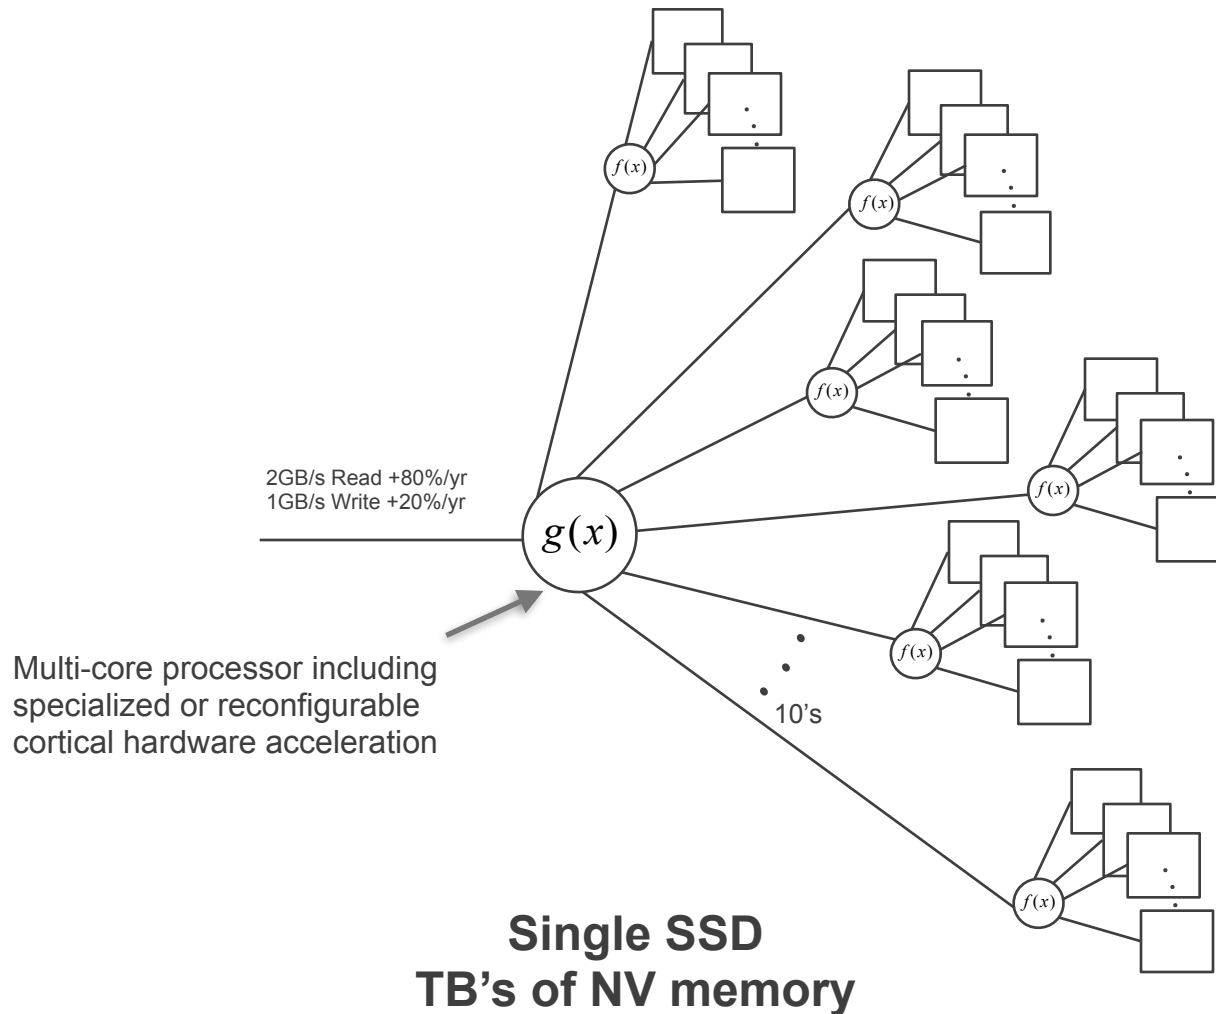 f(x)
f(x)
f(x)
2GB/s Read +80%/yr
1GB/s Write +20%/yr
f(x)
g(x)
f(x)
Multi-core processor including
specialized or reconfigurable
cortical hardware acceleration
10's
f(x)
Single SSD
TB's of NV memory